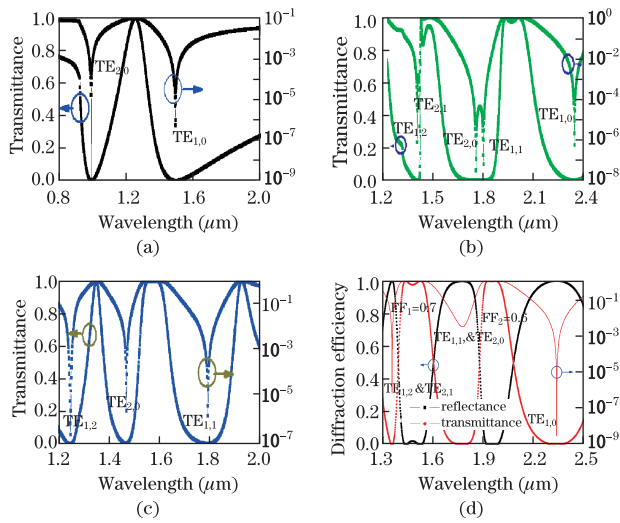 1.0
0.8
0.6
0.4
0.2
0.0
Transmittance
10⁻¹
10⁻³
10⁻⁵
10⁻⁷
10⁻⁹
TE₂,₀
TE₁,₀
0.8 1.2 1.6 2.0
Wavelength (μm)
(a)
1.0
0.8
0.6
0.4
0.2
0.0
Transmittance
10⁰
10⁻²
10⁻⁴
10⁻⁶
10⁻⁸
TE₁,₂
TE₂,₁
TE₂,₀
TE₁,₁
TE₁,₀
1.5 1.8 2.1 2.4
Wavelength (μm)
(b)
1.0
0.8
0.6
0.4
0.2
0.0
Transmittance
10⁻¹
10⁻³
10⁻⁵
10⁻⁷
TE₁,₂
TE₂,₀
TE₁,₁
1.2 1.4 1.6 1.8 2.0
Wavelength (μm)
(c)
1.0
0.8
0.6
0.4
0.2
0.0
Diffraction efficiency
10⁻¹
10⁻³
10⁻⁵
10⁻⁷
10⁻⁹
FF₁=0.7
FF₂=0.6
TE₁,₁,&TE₂,₀
TE₁,₂ &TE₂,₁
reflectance
transmittance
TE₁,₀
1.3 1.6 1.9 2.2 2.5
Wavelength (μm)
(d)